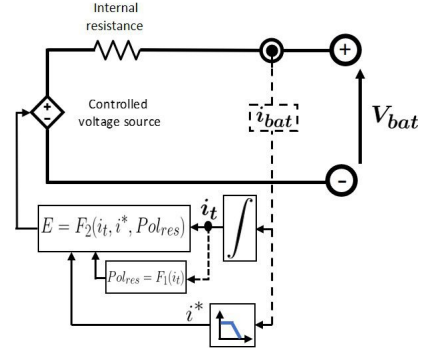 Internal
resistance
+
+
-
Controlled
voltage source
i_bat
V_bat
-
i_t
E = F_2(i_t, i*, Pol_res)
∫
Pol_res = F_1(i_t)
i*